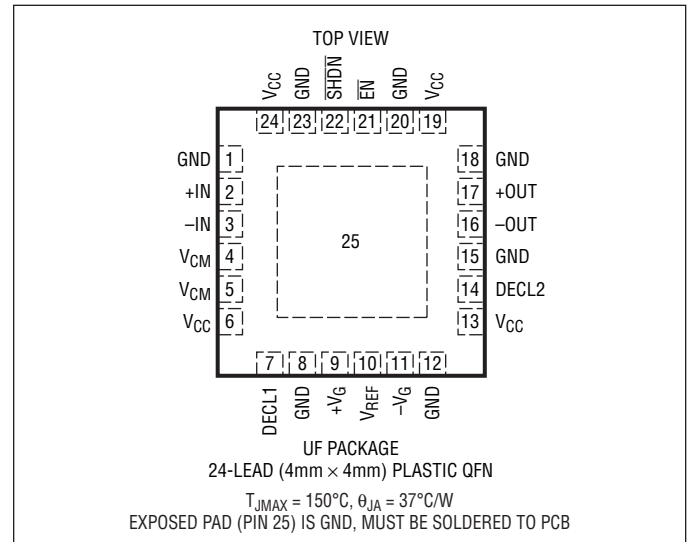 TOP VIEW
VCC GND SHDN EN GND VCC
24 23 22 21 20 19
GND 1
+IN 2
–IN 3
VCM 4
VCM 5
VCC 6
25
18 GND
17 +OUT
16 –OUT
15 GND
14 DECL2
13 VCC
7 8 9 10 11 12
DECL1 GND +VG VREF –VG GND
UF PACKAGE
24-LEAD (4mm × 4mm) PLASTIC QFN
TJMAX = 150°C, θJA = 37°C/W
EXPOSED PAD (PIN 25) IS GND, MUST BE SOLDERED TO PCB